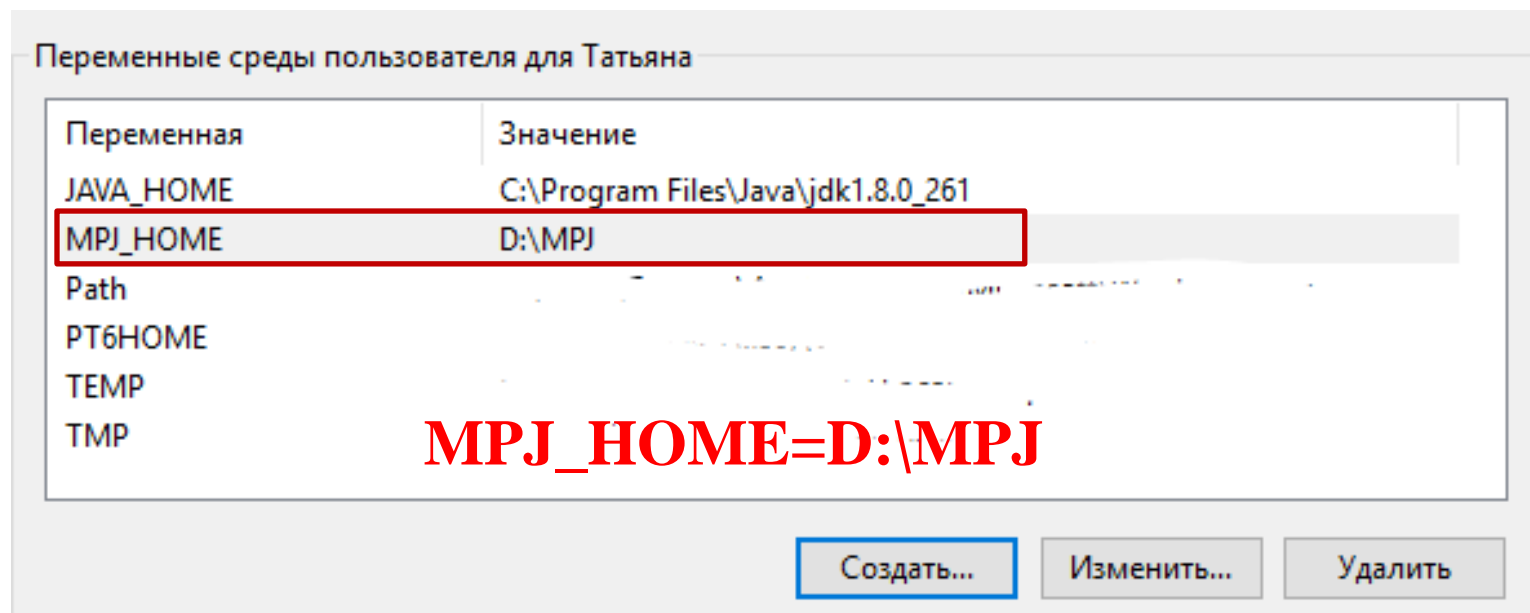 Переменные среды пользователя для Татьяна
Переменная Значение
JAVA_HOME C:\Program Files\Java\jdk1.8.0_261
MPJ_HOME D:\MPJ
Path
PT6HOME
TEMP
TMP
MPJ_HOME=D:\MPJ
Создать... Изменить... Удалить